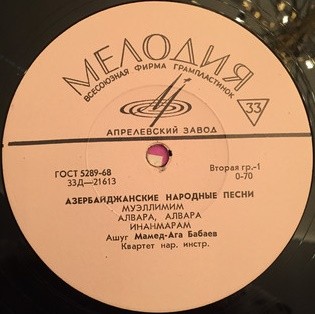 МЕЛОДИЯ
ВСЕСОЮЗНАЯ ФИРМА ГРАМПЛАСТИНОК
33
АПРЕЛЕВСКИЙ ЗАВОД
ГОСТ 5289-68
33Д—21613
Вторая гр.-1
0-70
АЗЕРБАЙДЖАНСКИЕ НАРОДНЫЕ ПЕСНИ
МУЭЛЛИМИМ
АЛВАРА, АЛВАРА
ИНАНМАРАМ
Ашуг Мамед-Ага Бабаев
Квартет нар. инстр.